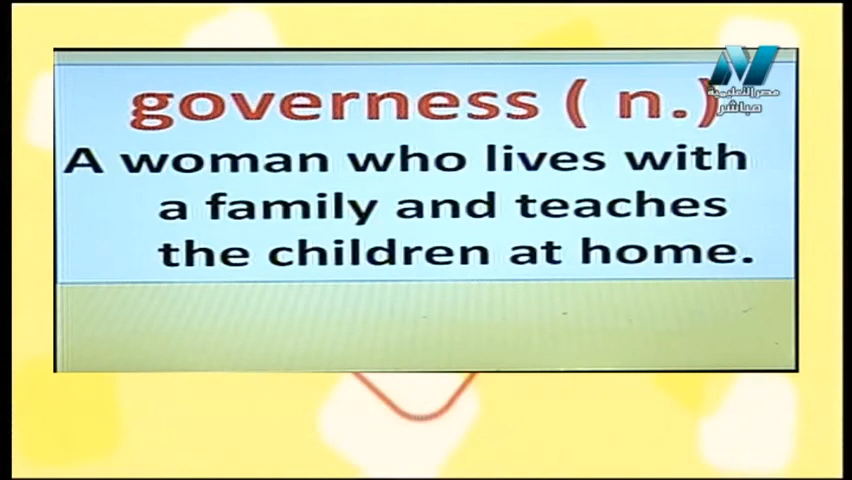 governess ( n.)
A woman who lives with
a family and teaches
the children at home.
مصر التعليمية
مباشر